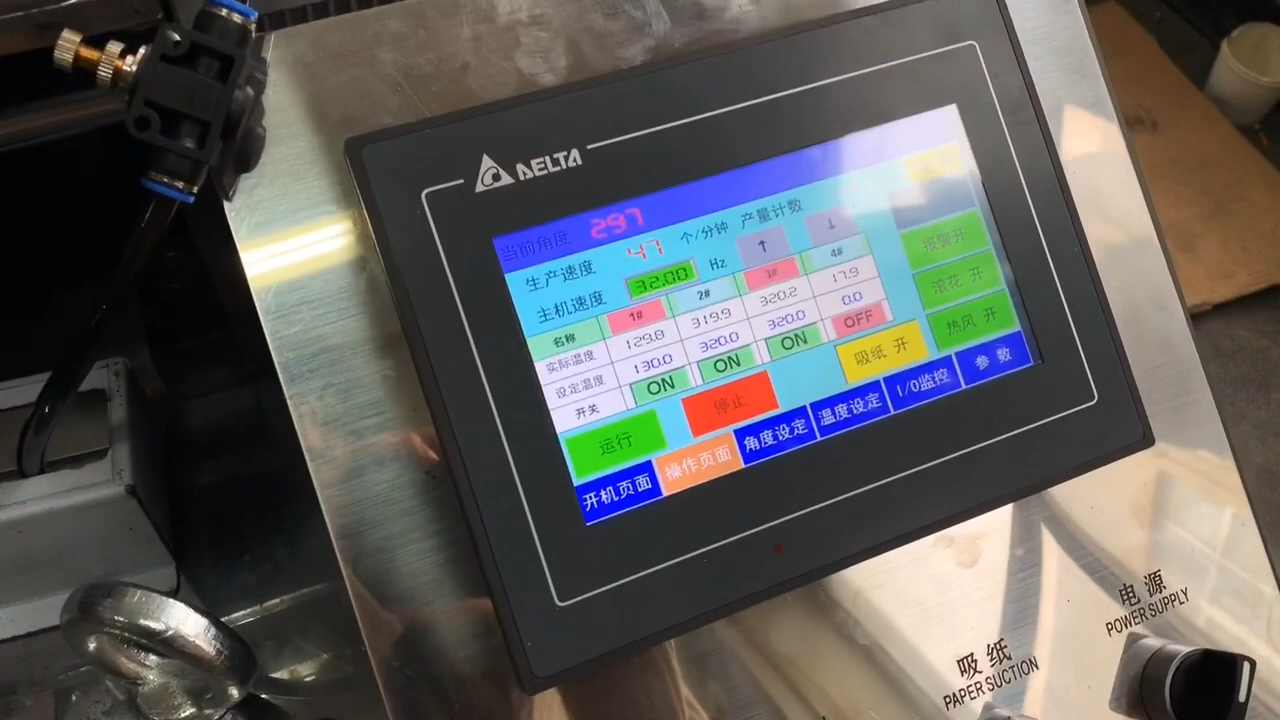 DELTA
当前角度 297
生产速度 47 个/分钟 产量计数
主机速度 32.00 Hz ↑ ↓
名称 1# 2# 3# 4#
实际温度 129.8 319.9 320.2 17.9
设定温度 130.0 320.0 320.0 0.0
开关 ON ON ON OFF
报警开
滚花 开
热风 开
吸纸 开
运行 停止
开机页面 操作页面 角度设定 温度设定 I/O监控 参数
电源
POWER SUPPLY
吸纸
PAPER SUCTION